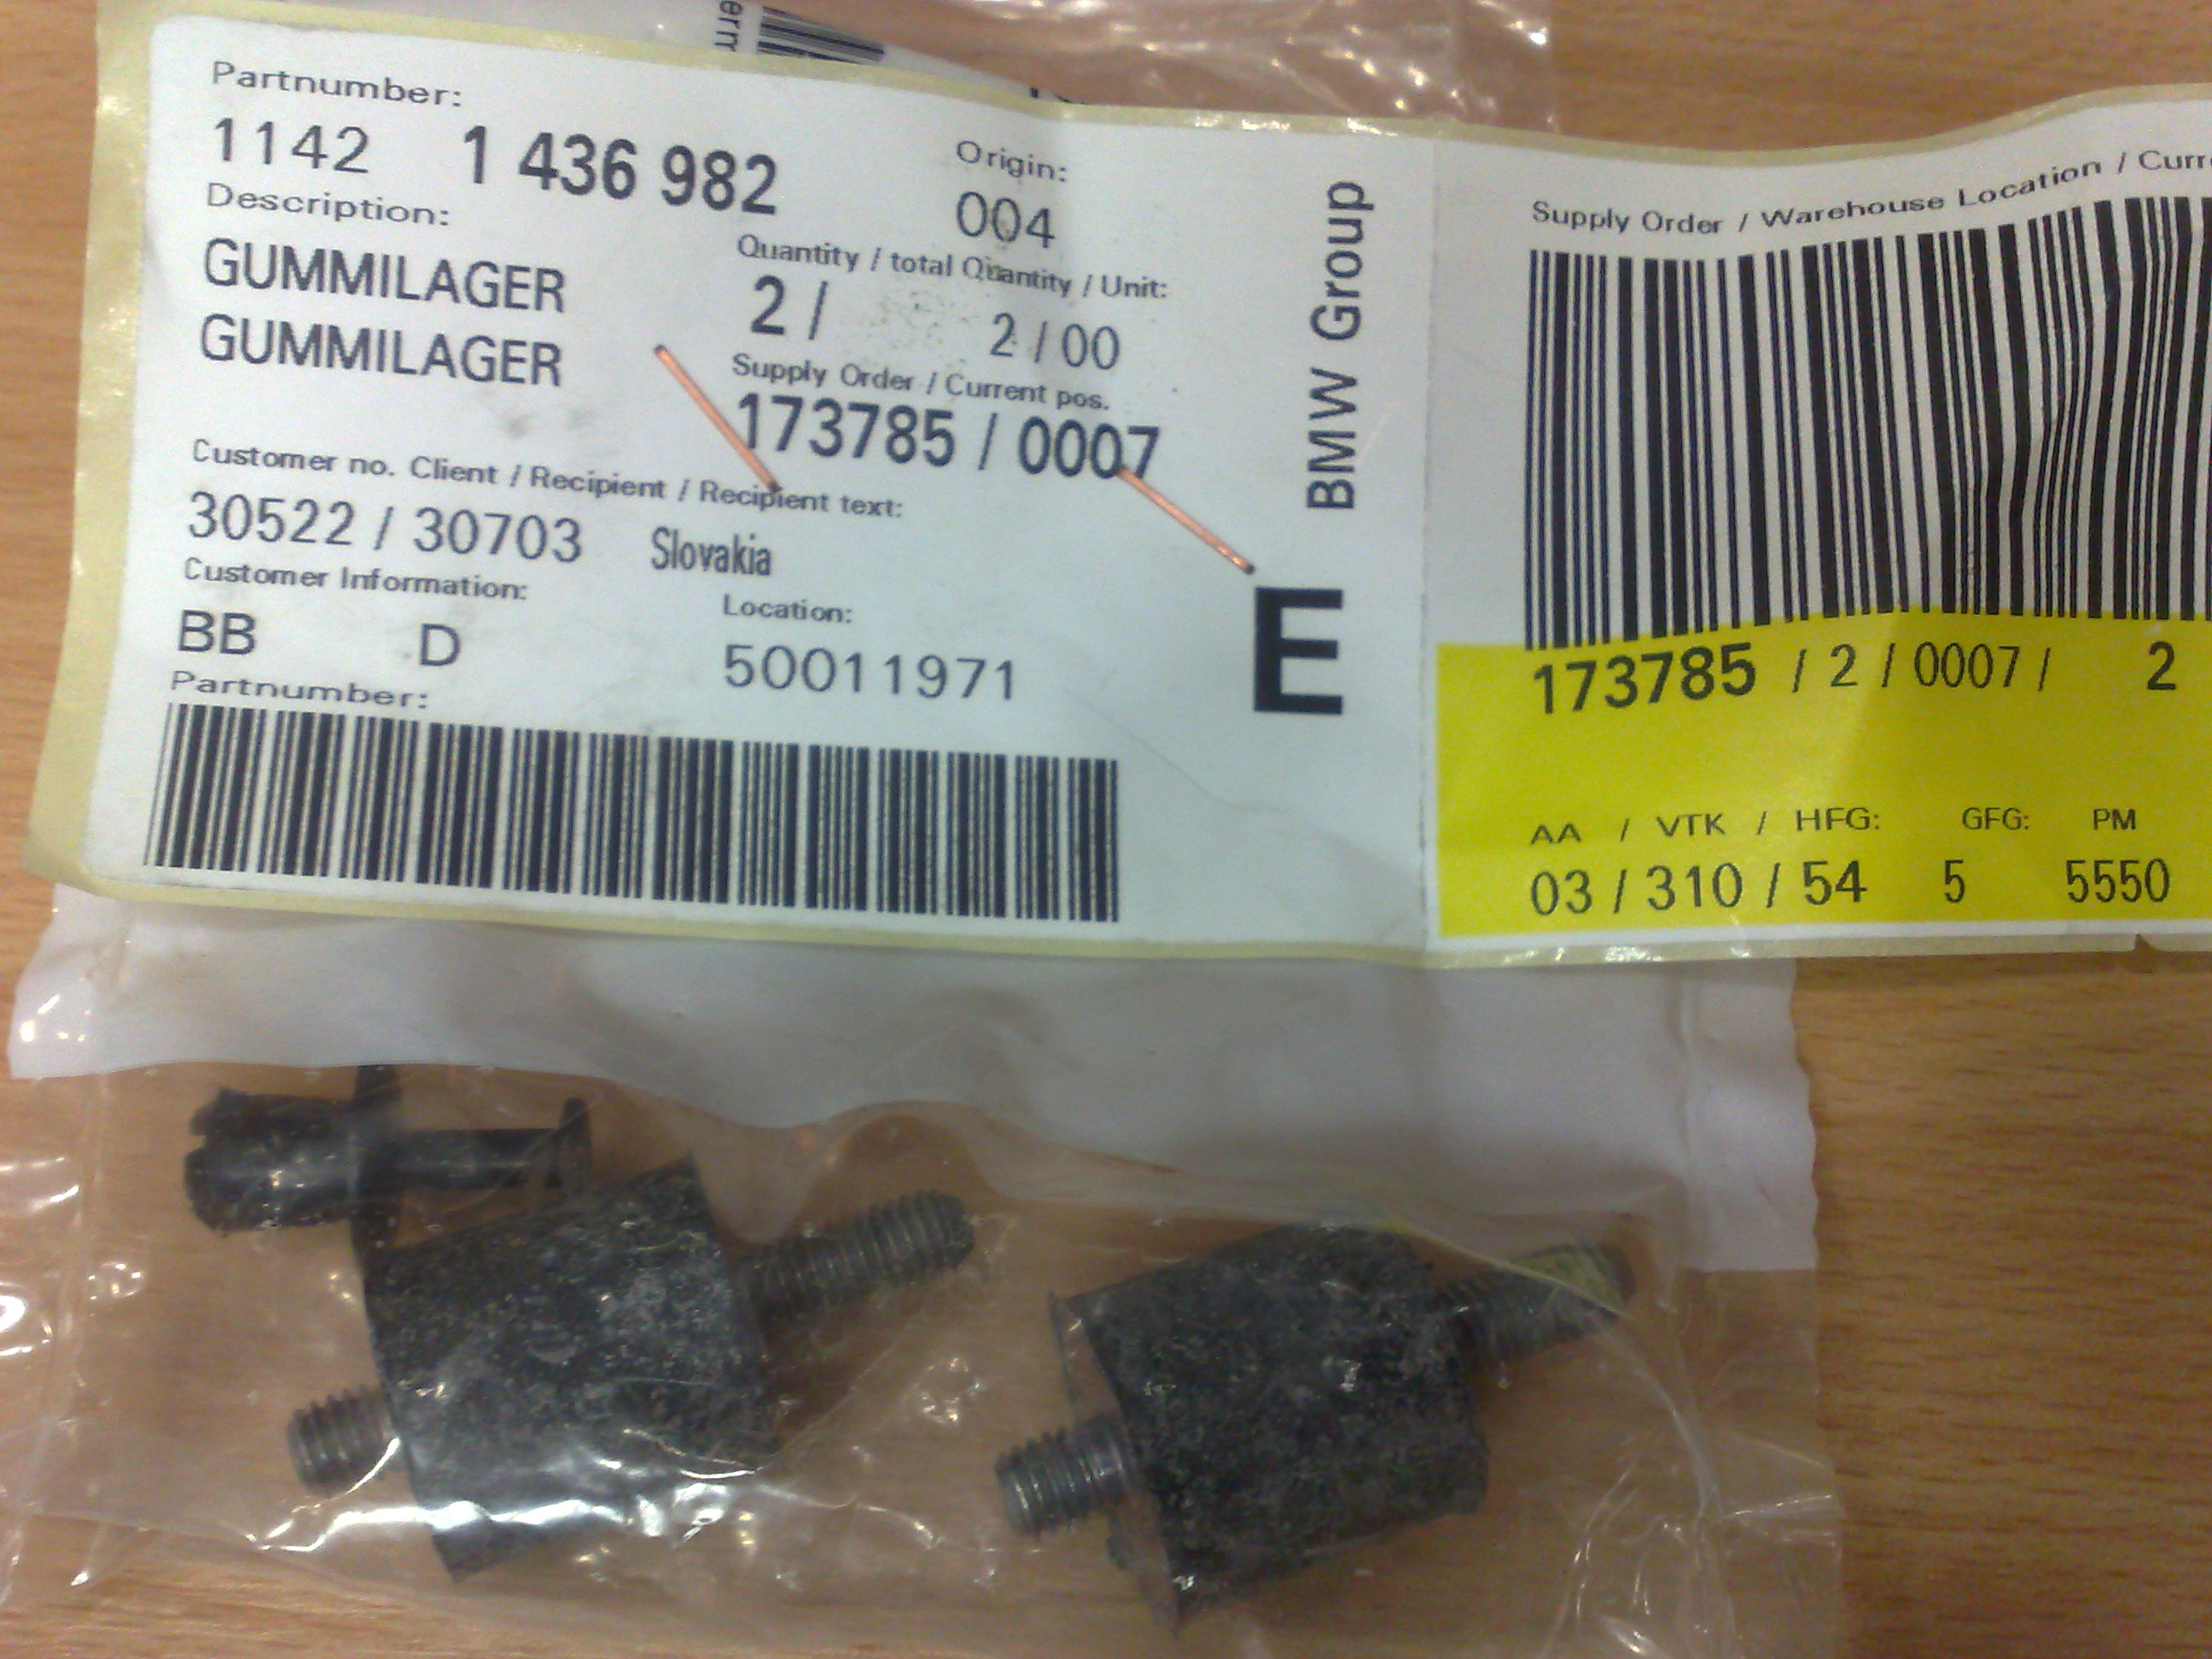 ern
Partnumber:
1142 1 436 982
Origin:
004
Description:
GUMMILAGER
GUMMILAGER
Quantity / total Quantity / Unit:
2 / 2 / 00
Supply Order / Current pos.
173785 / 0007
Customer no. Client / Recipient / Recipient text:
30522 / 30703 Slovakia
Customer Information:
BB D
Location:
50011971
Partnumber:
BMW Group
E
Supply Order / Warehouse Location / Curr
173785 / 2 / 0007 / 2
AA / VTK / HFG: GFG: PM
03 / 310 / 54 5 5550